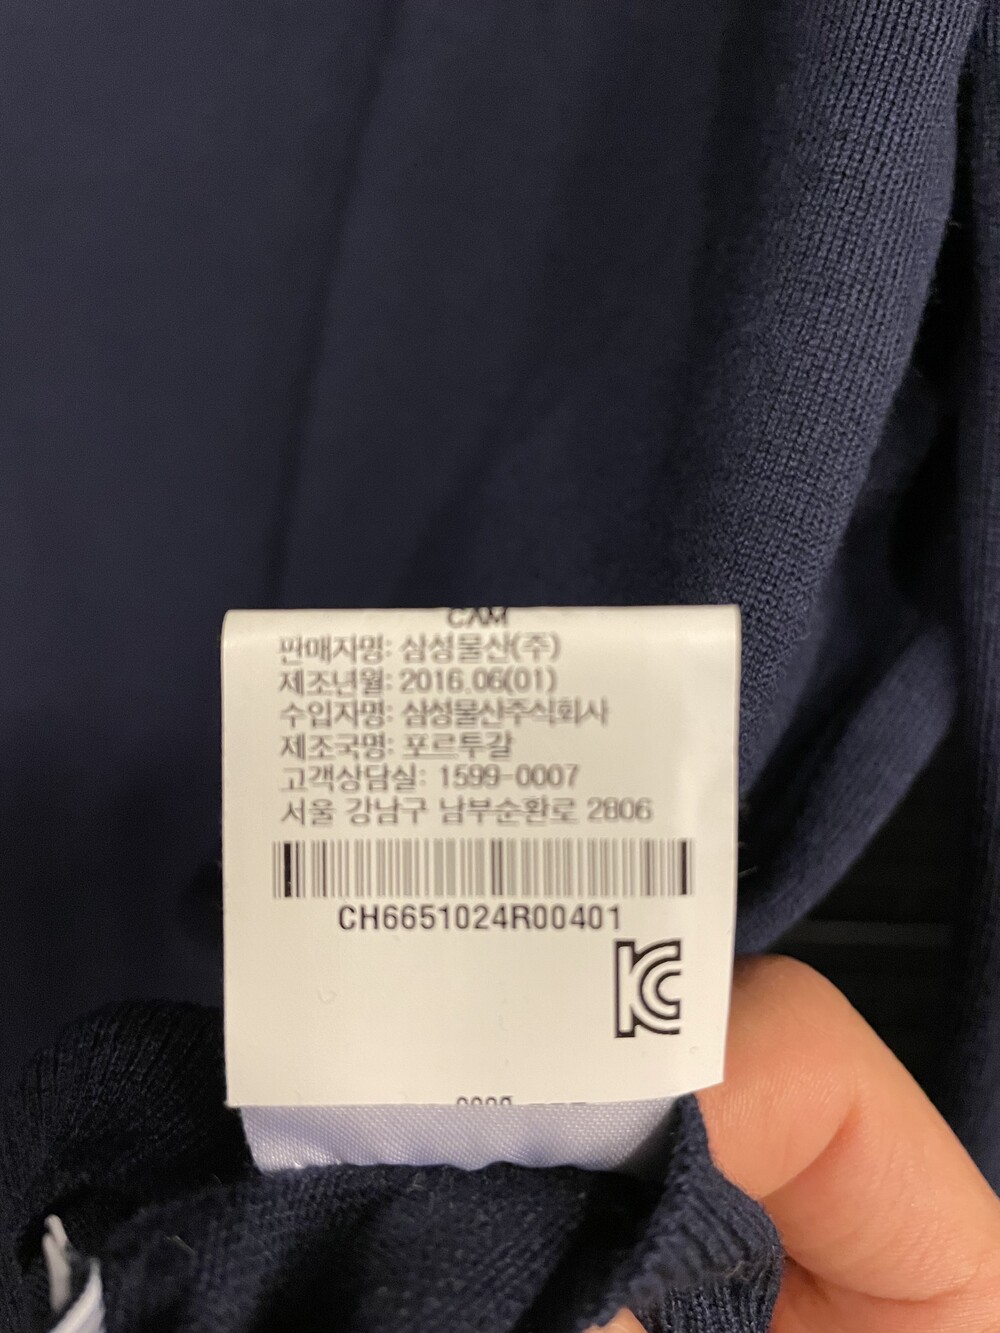 판매자명: 삼성물산(주)
제조년월: 2016.06(01)
수입자명: 삼성물산주식회사
제조국명: 포르투갈
고객상담실: 1599-0007
서울 강남구 남부순환로 2806
CH6651024R00401
KC